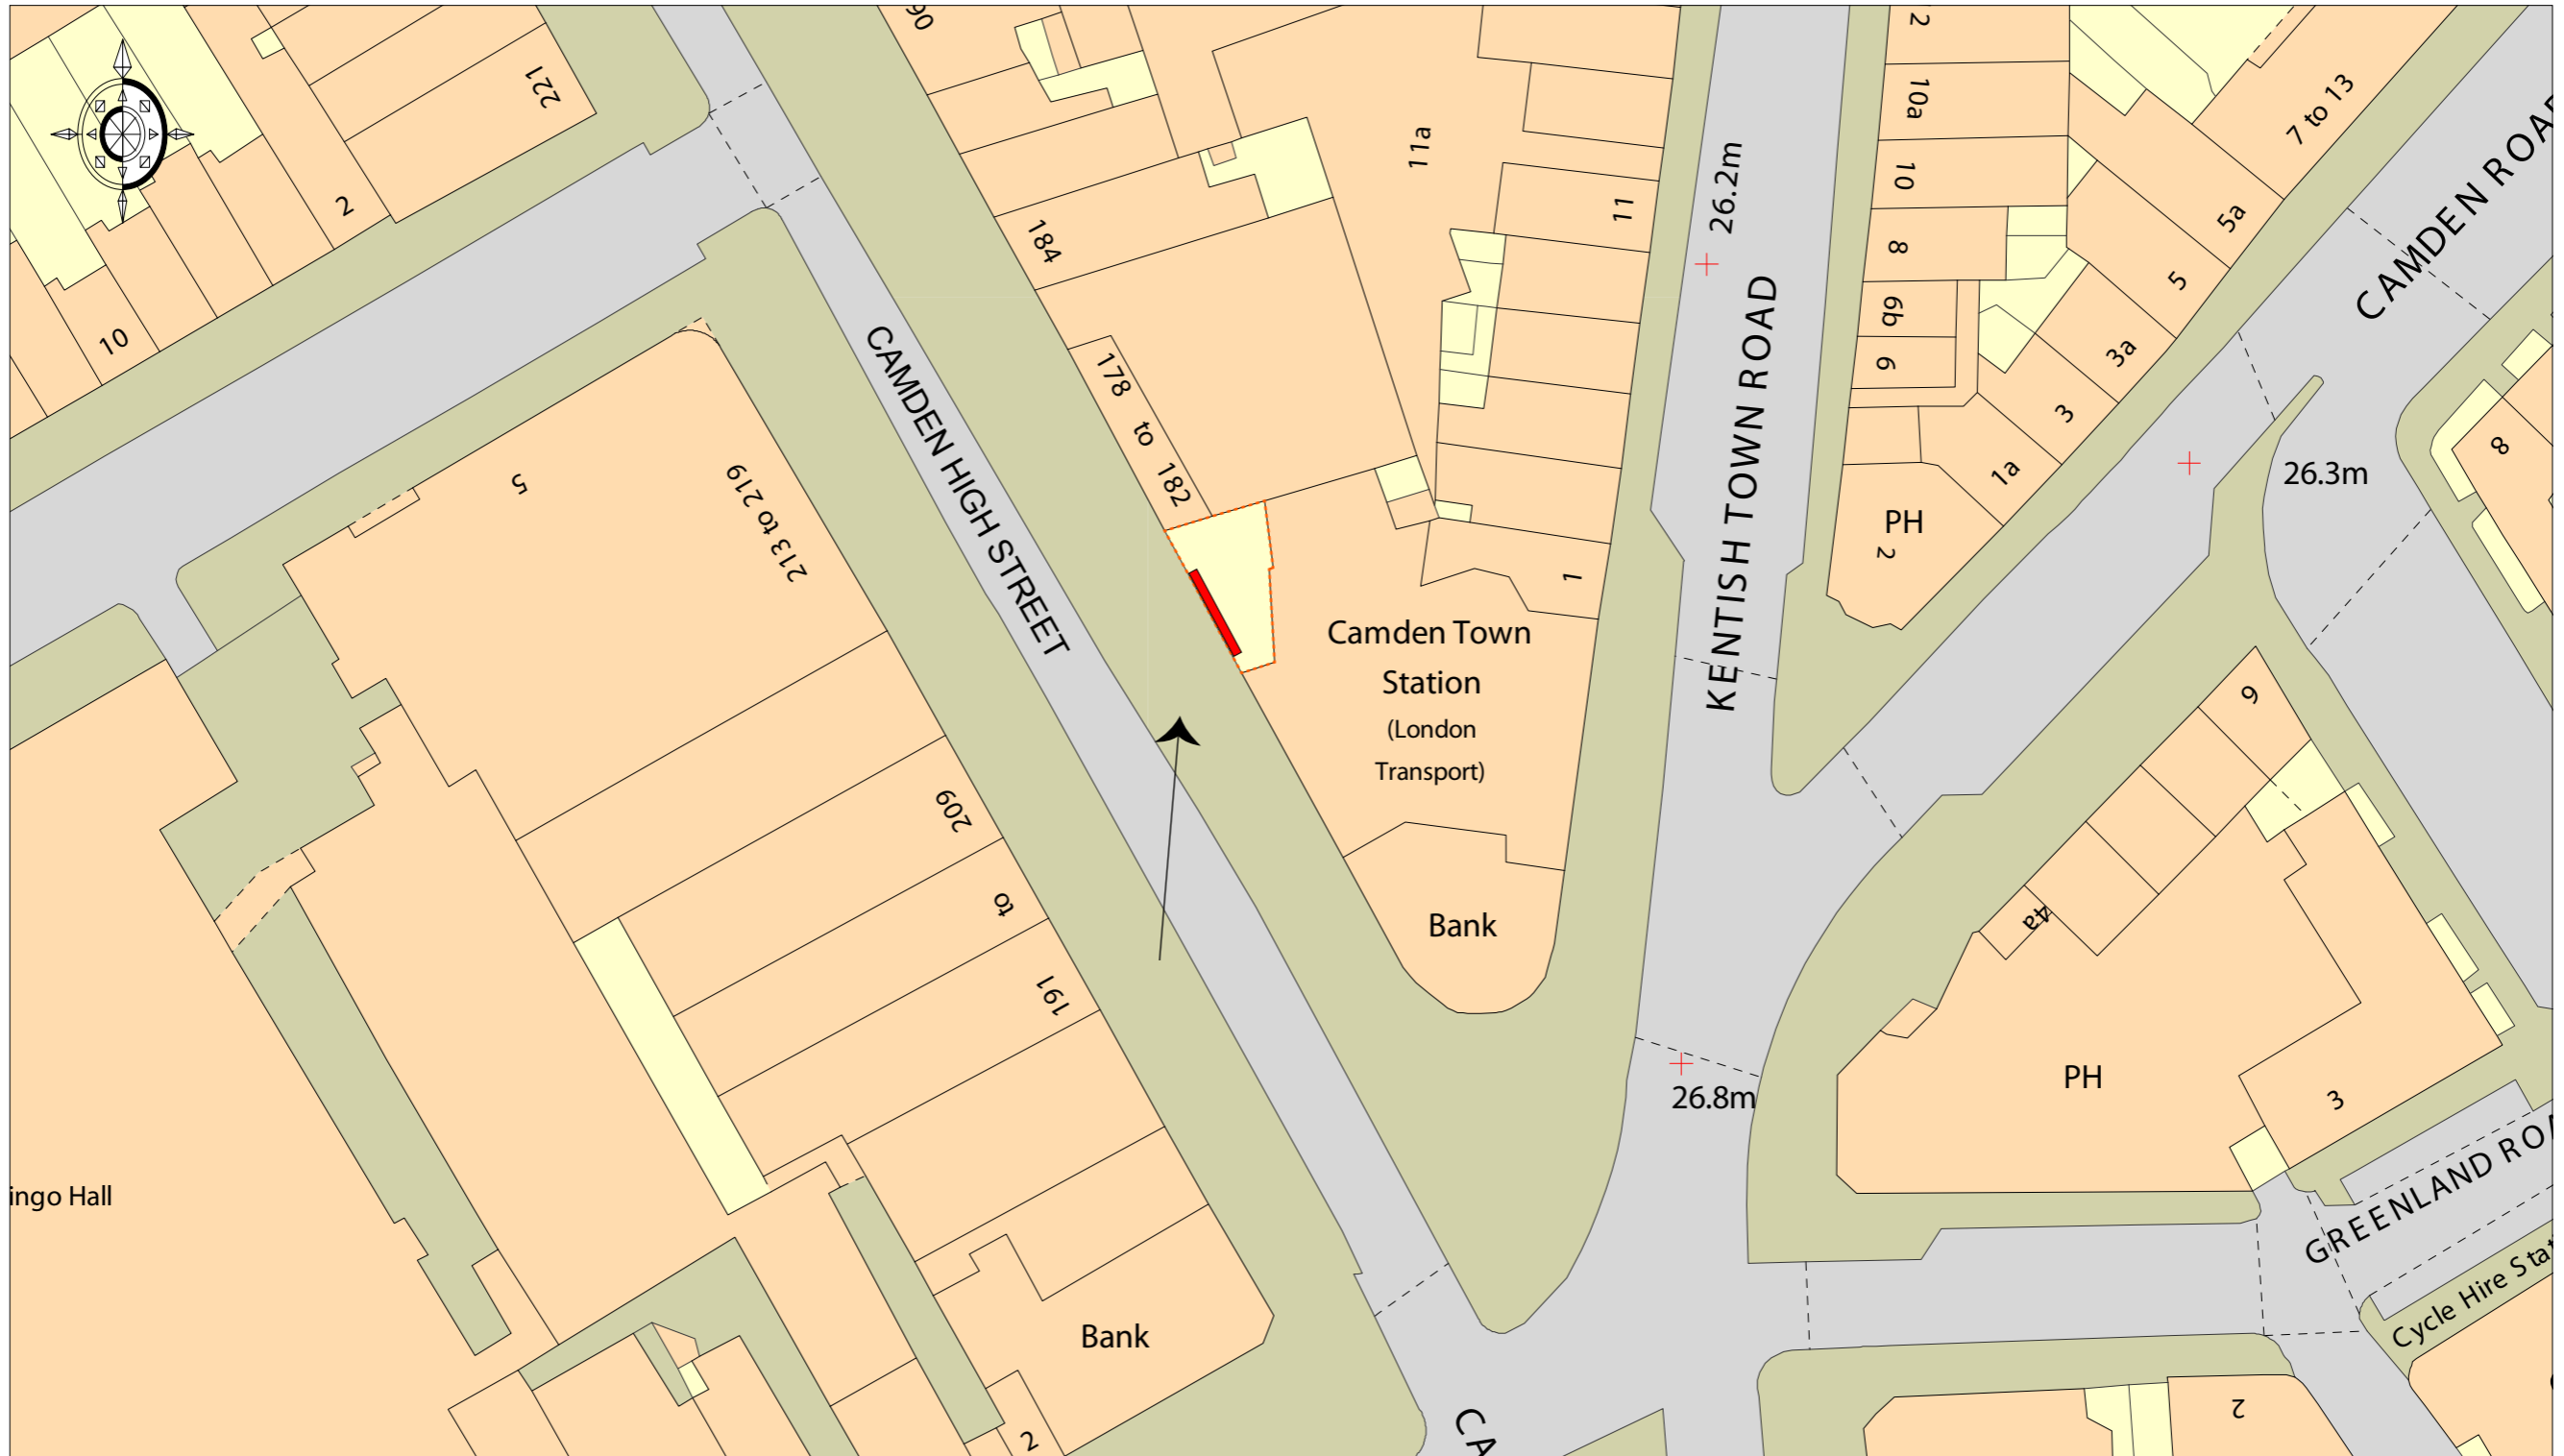 90
221
2
10
184
11a
11
26.2m
2
10a
10
8
6b
6
7 to 13
5a
5
3a
3
1a
PH
2
CAMDEN ROA
CAMDEN HIGH STREET
KENTISH TOWN ROAD
178 to 182
5
213 to 219
209
to
191
1
Camden Town
Station
(London
Transport)
Bank
26.3m
8
9
4a
26.8m
PH
3
GREENLAND ROA
Cycle Hire Stat
ingo Hall
Bank
2
CA
2